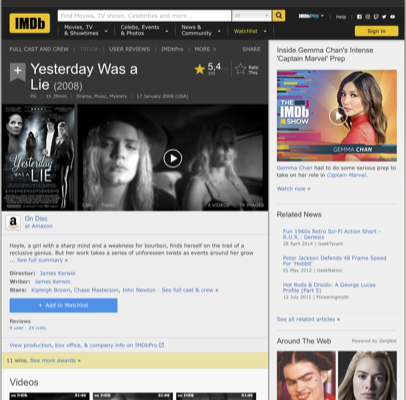 IMDb
Find Movies, TV shows, Celebrities and more...
All
IMDbPro
Help
Movies, TV
& Showtimes
Celebs, Events
& Photos
News &
Community
Watchlist
Sign in
FULL CAST AND CREW | TRIVIA | USER REVIEWS | IMDbPro | MORE
SHARE
Yesterday Was a
Lie (2008)
5,4
Rate
This
PG | 1h 29min | Drama, Music, Mystery | 17 January 2008 (USA)
Yesterday
WAS A LIE
Trailer
VIDEOS
IMAGES
On Disc
at Amazon
Hoyle, a girl with a sharp mind and a weakness for bourbon, finds herself on the trail of a
reclusive genius. But her work takes a series of unforeseen twists as events around her grow
... See full summary »
Director: James Kerwin
Writer: James Kerwin
Stars: Kipleigh Brown, Chase Masterson, John Newton | See full cast & crew »
+ Add to Watchlist
Reviews
9 user | 24 critic
View production, box office, & company info on IMDbPro
11 wins. See more awards »
Videos
Inside Gemma Chan's Intense
'Captain Marvel' Prep
THE
IMDb
SHOW
GEMMA CHAN
Gemma Chan had to do some serious prep to
take on her role in Captain Marvel.
Watch now »
Related News
Fun 1960s Retro Sci-Fi Action Short -
R.U.R.: Genesis
28 April 2014 | GeekTyrant
Peter Jackson Defends 48 Frame Speed
For 'Hobbit'
01 May 2012 | GeekNation
Hot Rods & Droids: A George Lucas
Profile (Part 5)
13 July 2011 | Flickeringmyth
See all related articles »
Around The Web
Powered by ZergNet